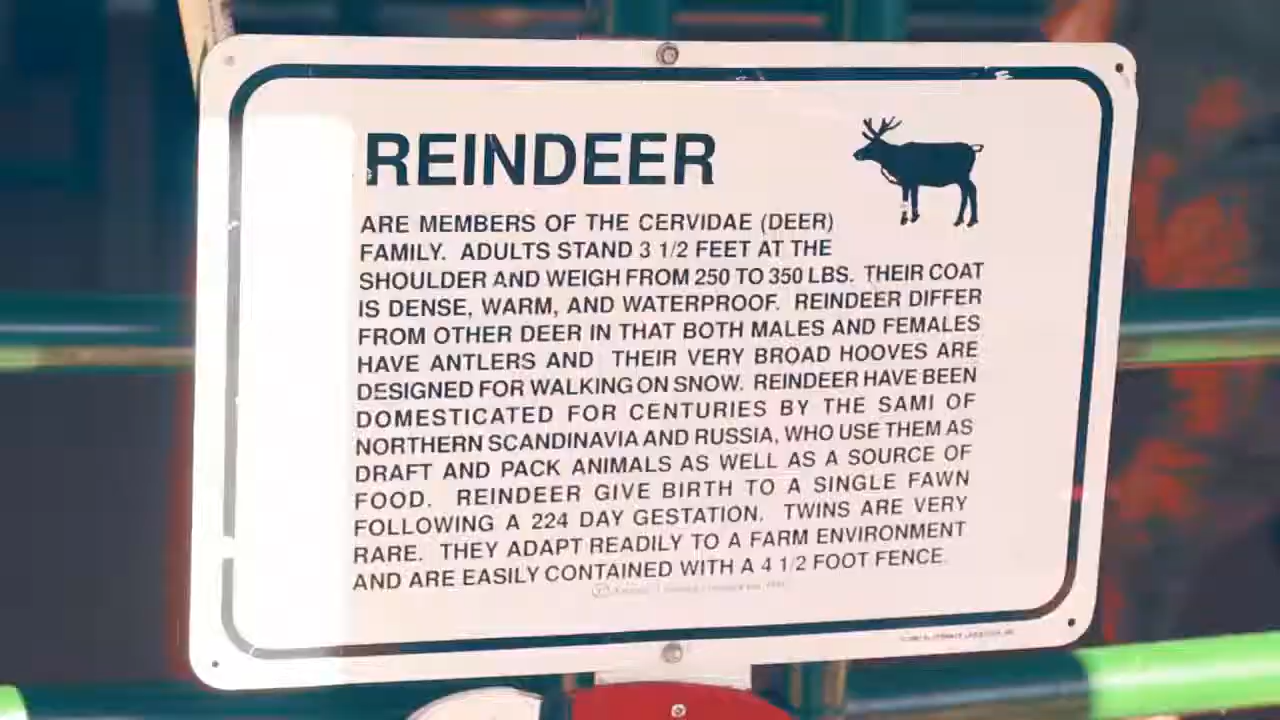 REINDEER
ARE MEMBERS OF THE CERVIDAE (DEER)
FAMILY. ADULTS STAND 3 1/2 FEET AT THE
SHOULDER AND WEIGH FROM 250 TO 350 LBS. THEIR COAT
IS DENSE, WARM, AND WATERPROOF. REINDEER DIFFER
FROM OTHER DEER IN THAT BOTH MALES AND FEMALES
HAVE ANTLERS AND THEIR VERY BROAD HOOVES ARE
DESIGNED FOR WALKING ON SNOW. REINDEER HAVE BEEN
DOMESTICATED FOR CENTURIES BY THE SAMI OF
NORTHERN SCANDINAVIA AND RUSSIA, WHO USE THEM AS
DRAFT AND PACK ANIMALS AS WELL AS A SOURCE OF
FOOD. REINDEER GIVE BIRTH TO A SINGLE FAWN
FOLLOWING A 224 DAY GESTATION. TWINS ARE VERY
RARE. THEY ADAPT READILY TO A FARM ENVIRONMENT
AND ARE EASILY CONTAINED WITH A 4 1/2 FOOT FENCE.